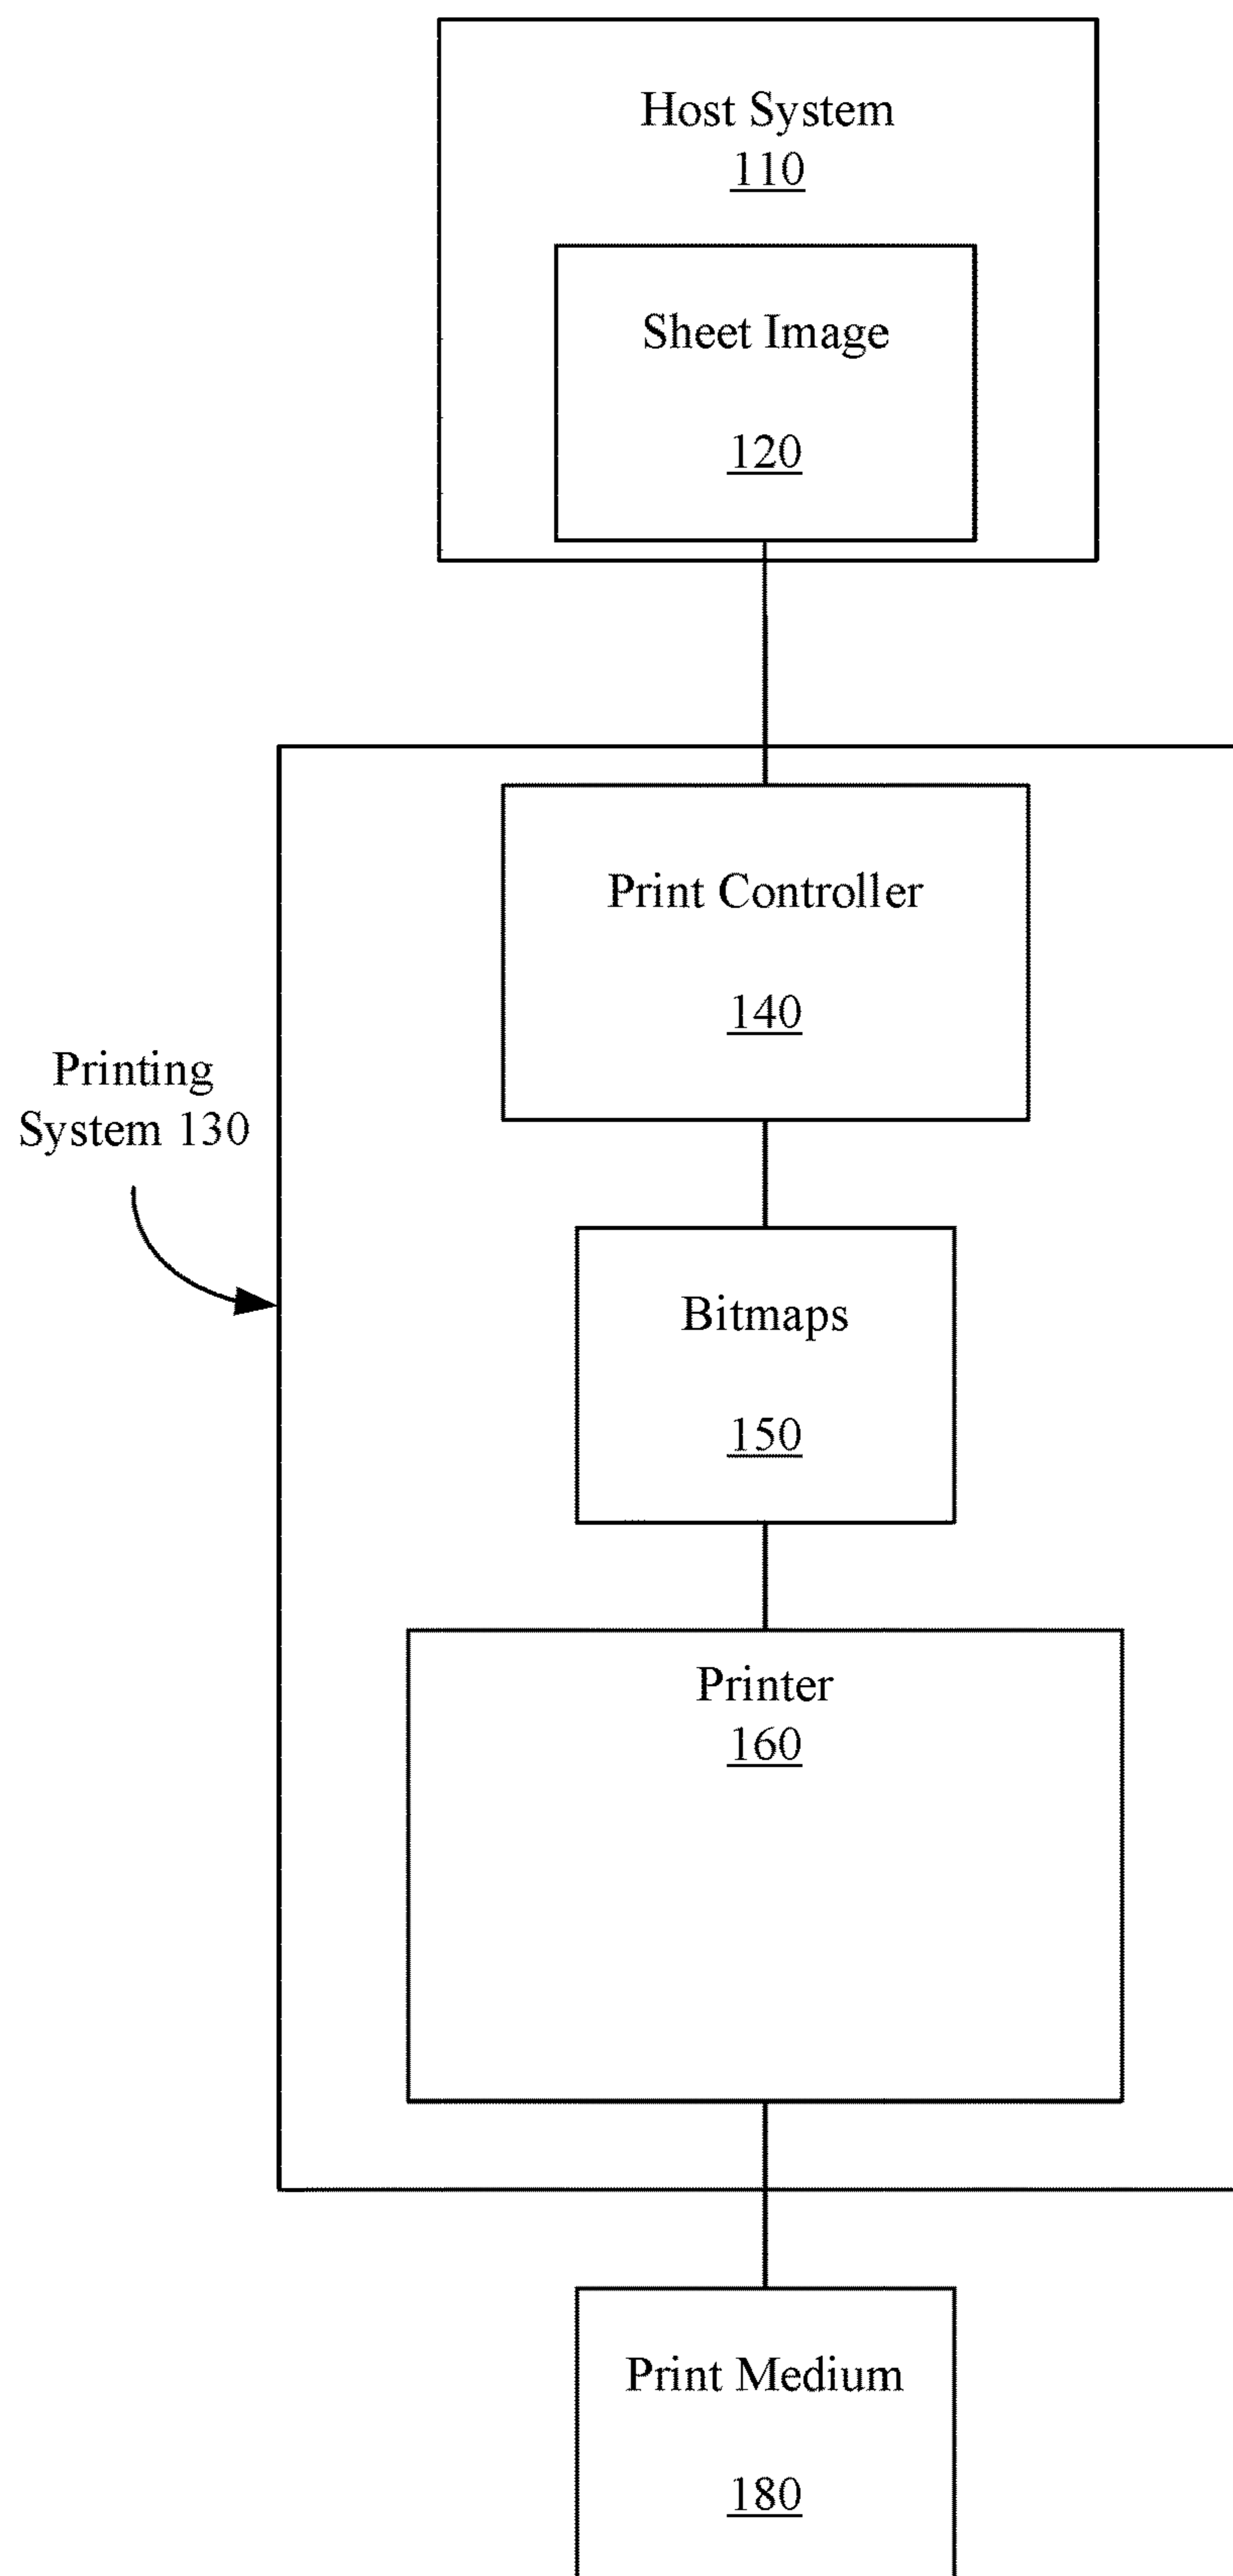 Host System
110
Sheet Image
120
Print Controller
140
Printing
System 130
Bitmaps
150
Printer
160
Print Medium
180